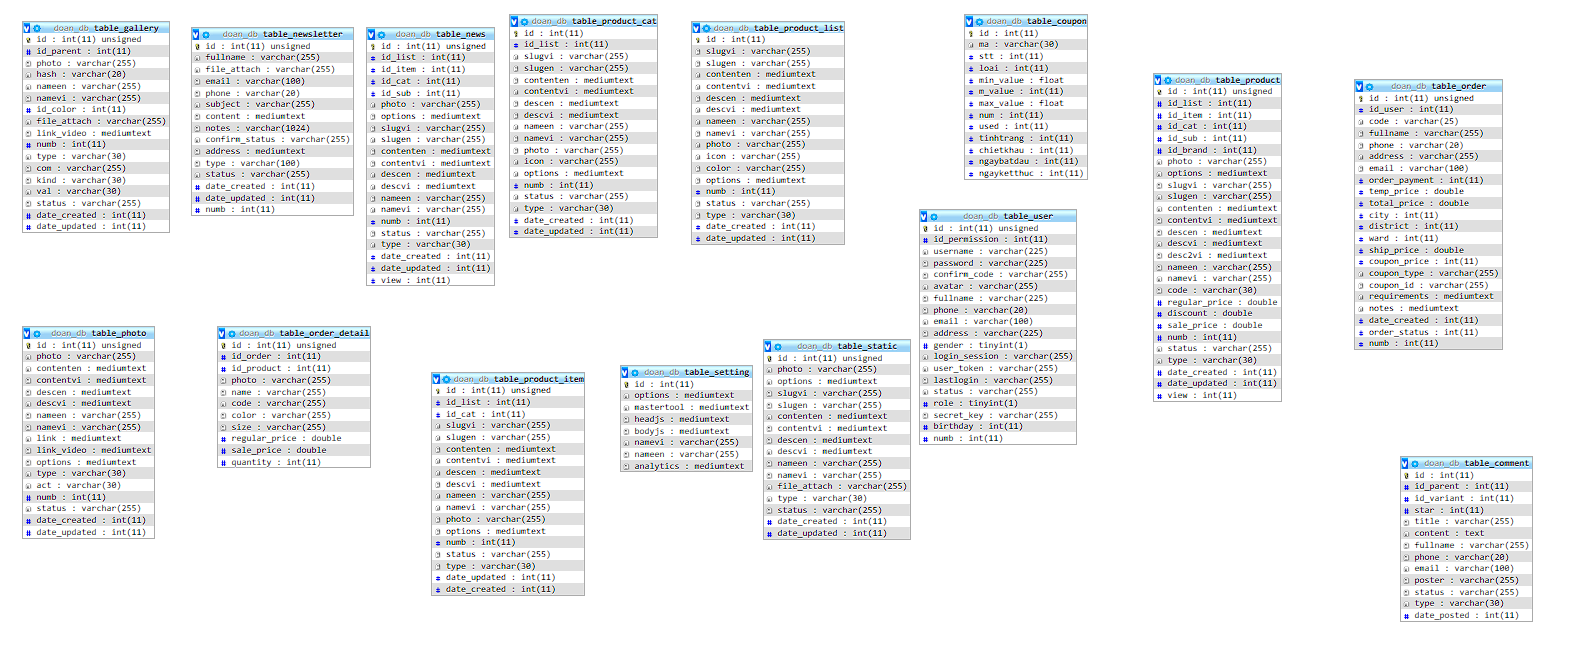 doan_db table_gallery
id : int(11) unsigned
id_parent : int(11)
photo : varchar(255)
hash : varchar(20)
nameen : varchar(255)
namevi : varchar(255)
id_color : int(11)
file_attach : varchar(255)
link_video : mediumtext
numb : int(11)
type : varchar(30)
com : varchar(255)
kind : varchar(30)
val : varchar(30)
status : varchar(255)
date_created : int(11)
date_updated : int(11)
doan_db table_newsletter
id : int(11) unsigned
fullname : varchar(255)
file_attach : varchar(255)
email : varchar(100)
phone : varchar(20)
subject : varchar(255)
content : mediumtext
notes : varchar(1024)
confirm_status : varchar(255)
address : mediumtext
type : varchar(100)
status : varchar(255)
date_created : int(11)
date_updated : int(11)
numb : int(11)
doan_db table_news
id : int(11) unsigned
id_list : int(11)
id_item : int(11)
id_cat : int(11)
id_sub : int(11)
photo : varchar(255)
options : mediumtext
slugvi : varchar(255)
slugen : varchar(255)
contenten : mediumtext
contentvi : mediumtext
descen : mediumtext
descvi : mediumtext
nameen : varchar(255)
namevi : varchar(255)
numb : int(11)
status : varchar(255)
type : varchar(30)
date_created : int(11)
date_updated : int(11)
view : int(11)
doan_db table_product_cat
id : int(11)
id_list : int(11)
slugvi : varchar(255)
slugen : varchar(255)
contenten : mediumtext
contentvi : mediumtext
descen : mediumtext
descvi : mediumtext
nameen : varchar(255)
namevi : varchar(255)
photo : varchar(255)
icon : varchar(255)
options : mediumtext
numb : int(11)
status : varchar(255)
type : varchar(30)
date_created : int(11)
date_updated : int(11)
doan_db table_product_list
id : int(11)
slugvi : varchar(255)
slugen : varchar(255)
contenten : mediumtext
contentvi : mediumtext
descen : mediumtext
descvi : mediumtext
nameen : varchar(255)
namevi : varchar(255)
photo : varchar(255)
icon : varchar(255)
color : varchar(255)
options : mediumtext
numb : int(11)
status : varchar(255)
type : varchar(30)
date_created : int(11)
date_updated : int(11)
doan_db table_coupon
id : int(11)
ma : varchar(30)
stt : int(11)
loai : int(11)
min_value : float
m_value : int(11)
max_value : float
num : int(11)
used : int(11)
tinhtrang : int(11)
chietkhau : int(11)
ngaybatdau : int(11)
ngayketthuc : int(11)
doan_db table_product
id : int(11) unsigned
id_list : int(11)
id_item : int(11)
id_cat : int(11)
id_sub : int(11)
id_brand : int(11)
photo : varchar(255)
options : mediumtext
slugvi : varchar(255)
slugen : varchar(255)
contenten : mediumtext
contentvi : mediumtext
descen : mediumtext
descvi : mediumtext
desc2vi : mediumtext
nameen : varchar(255)
namevi : varchar(255)
code : varchar(30)
regular_price : double
discount : double
sale_price : double
numb : int(11)
status : varchar(255)
type : varchar(30)
date_created : int(11)
date_updated : int(11)
view : int(11)
doan_db table_order
id : int(11) unsigned
id_user : int(11)
code : varchar(25)
fullname : varchar(255)
phone : varchar(20)
address : varchar(255)
email : varchar(100)
order_payment : int(11)
temp_price : double
total_price : double
city : int(11)
district : int(11)
ward : int(11)
ship_price : double
coupon_price : int(11)
coupon_type : varchar(255)
coupon_id : varchar(255)
requirements : mediumtext
notes : mediumtext
date_created : int(11)
order_status : int(11)
numb : int(11)
doan_db table_user
id : int(11) unsigned
id_permission : int(11)
username : varchar(225)
password : varchar(225)
confirm_code : varchar(255)
avatar : varchar(255)
fullname : varchar(225)
phone : varchar(20)
email : varchar(100)
address : varchar(225)
gender : tinyint(1)
login_session : varchar(255)
user_token : varchar(255)
lastlogin : varchar(255)
status : varchar(255)
role : tinyint(1)
secret_key : varchar(255)
birthday : int(11)
numb : int(11)
doan_db table_photo
id : int(11) unsigned
photo : varchar(255)
contenten : mediumtext
contentvi : mediumtext
descen : mediumtext
descvi : mediumtext
nameen : varchar(255)
namevi : varchar(255)
link : mediumtext
link_video : mediumtext
options : mediumtext
type : varchar(30)
act : varchar(30)
numb : int(11)
status : varchar(255)
date_created : int(11)
date_updated : int(11)
doan_db table_order_detail
id : int(11) unsigned
id_order : int(11)
id_product : int(11)
photo : varchar(255)
name : varchar(255)
code : varchar(255)
color : varchar(255)
size : varchar(255)
regular_price : double
sale_price : double
quantity : int(11)
doan_db table_product_item
id : int(11) unsigned
id_list : int(11)
id_cat : int(11)
slugvi : varchar(255)
slugen : varchar(255)
contenten : mediumtext
contentvi : mediumtext
descen : mediumtext
descvi : mediumtext
nameen : varchar(255)
namevi : varchar(255)
photo : varchar(255)
options : mediumtext
numb : int(11)
status : varchar(255)
type : varchar(30)
date_updated : int(11)
date_created : int(11)
doan_db table_setting
id : int(11)
options : mediumtext
mastertool : mediumtext
headjs : mediumtext
bodyjs : mediumtext
namevi : varchar(255)
nameen : varchar(255)
analytics : mediumtext
doan_db table_static
id : int(11) unsigned
photo : varchar(255)
options : mediumtext
slugvi : varchar(255)
slugen : varchar(255)
contenten : mediumtext
contentvi : mediumtext
descen : mediumtext
descvi : mediumtext
nameen : varchar(255)
namevi : varchar(255)
file_attach : varchar(255)
type : varchar(30)
status : varchar(255)
date_created : int(11)
date_updated : int(11)
doan_db table_comment
id : int(11)
id_parent : int(11)
id_variant : int(11)
star : int(11)
title : varchar(255)
content : text
fullname : varchar(255)
phone : varchar(20)
email : varchar(100)
poster : varchar(255)
status : varchar(255)
type : varchar(30)
date_posted : int(11)